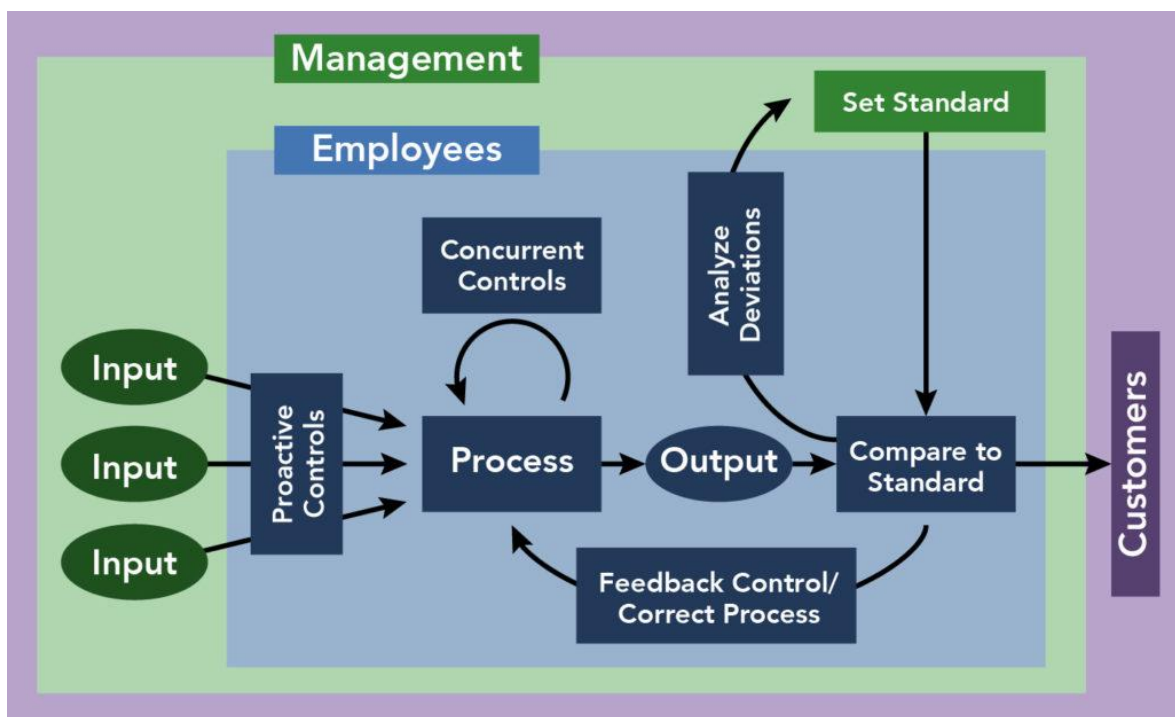 Management
Set Standard
Employees
Concurrent
Controls
Analyze
Deviations
Input
Input
Input
Proactive
Controls
Process
Output
Compare to
Standard
Feedback Control/
Correct Process
Customers